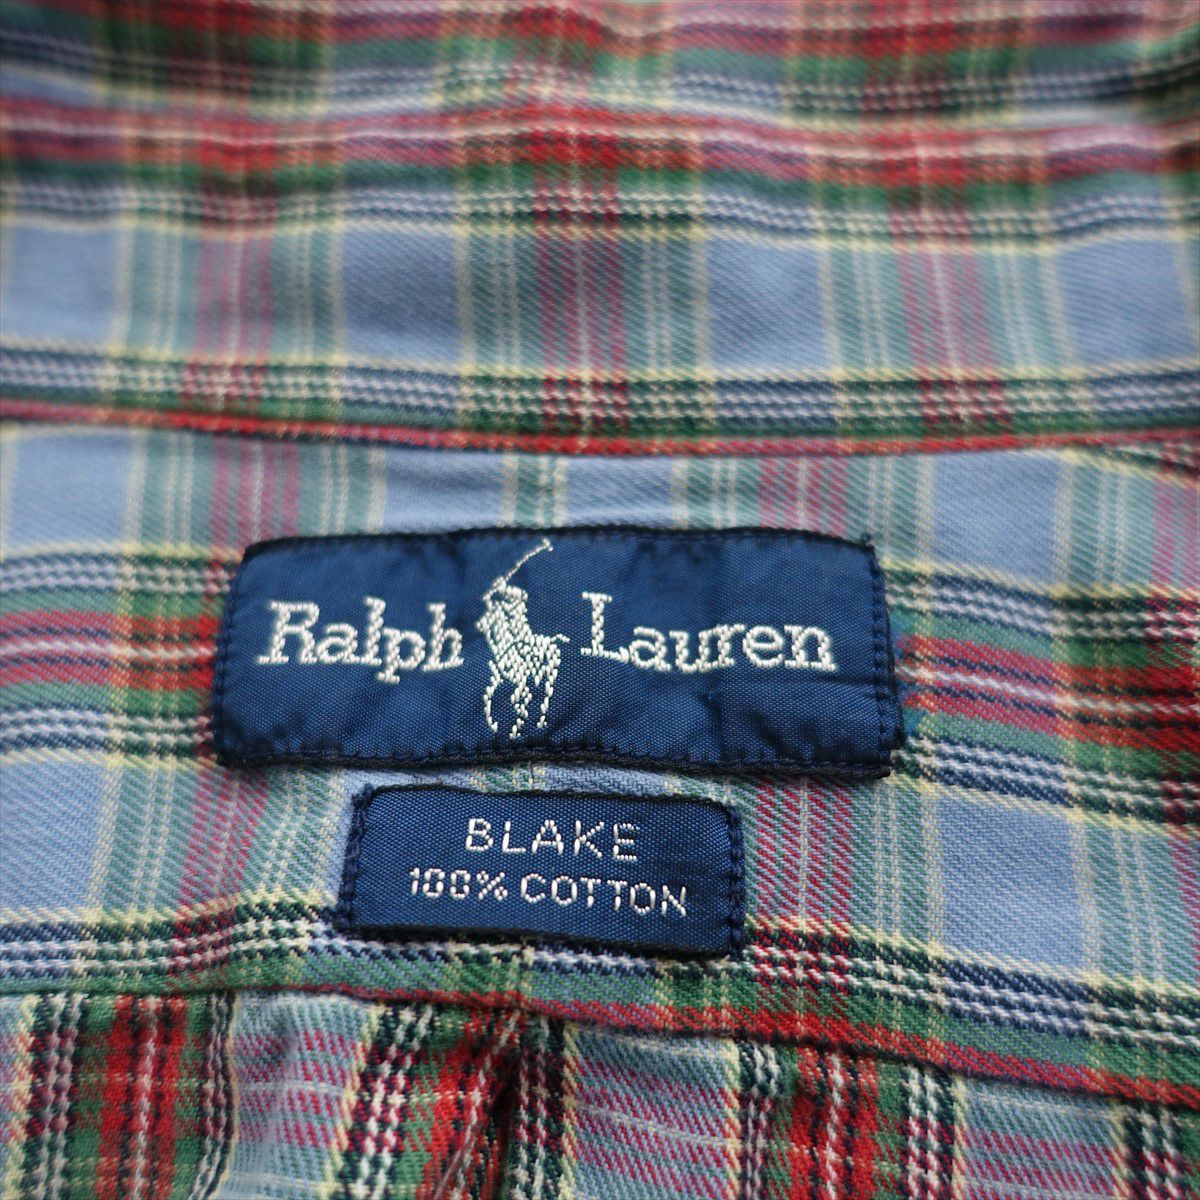 Ralph Lauren
BLAKE
100% COTTON